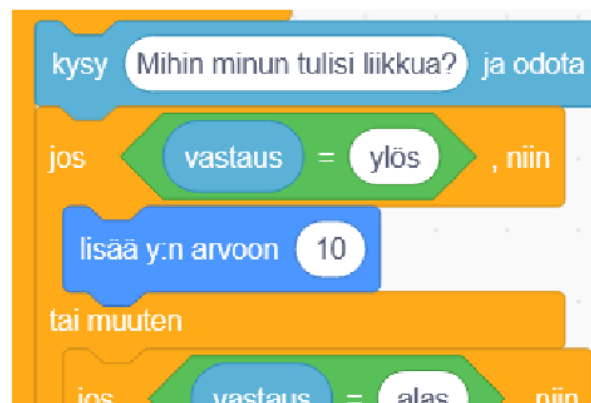 kysy Mihin minun tulisi liikkua? ja odota
jos vastaus = ylös , niin
lisää y:n arvoon 10
tai muuten
jos vastaus = alas niin